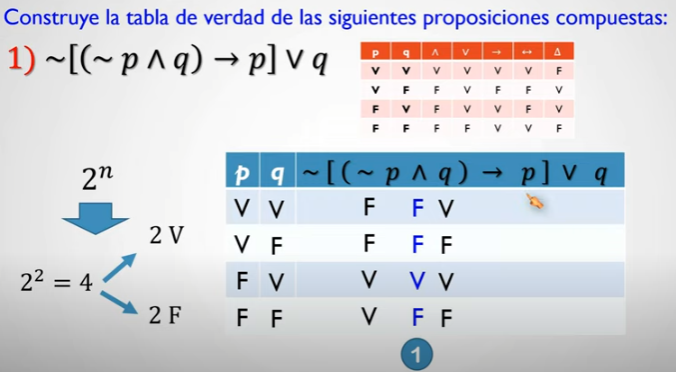 Construye la tabla de verdad de las siguientes proposiciones compuestas:
1) ~[(~ p ∧ q) → p] ∨ q
p q ∧ ∨ → ↔ Δ
V V V V V V F
V F F V F F V
F V F V V F V
F F F F V V F
2ⁿ
2² = 4
2 V
2 F
p q ~[(~ p ∧ q) → p] ∨ q
V V F F V
V F F F F
F V V V V
F F V F F
1